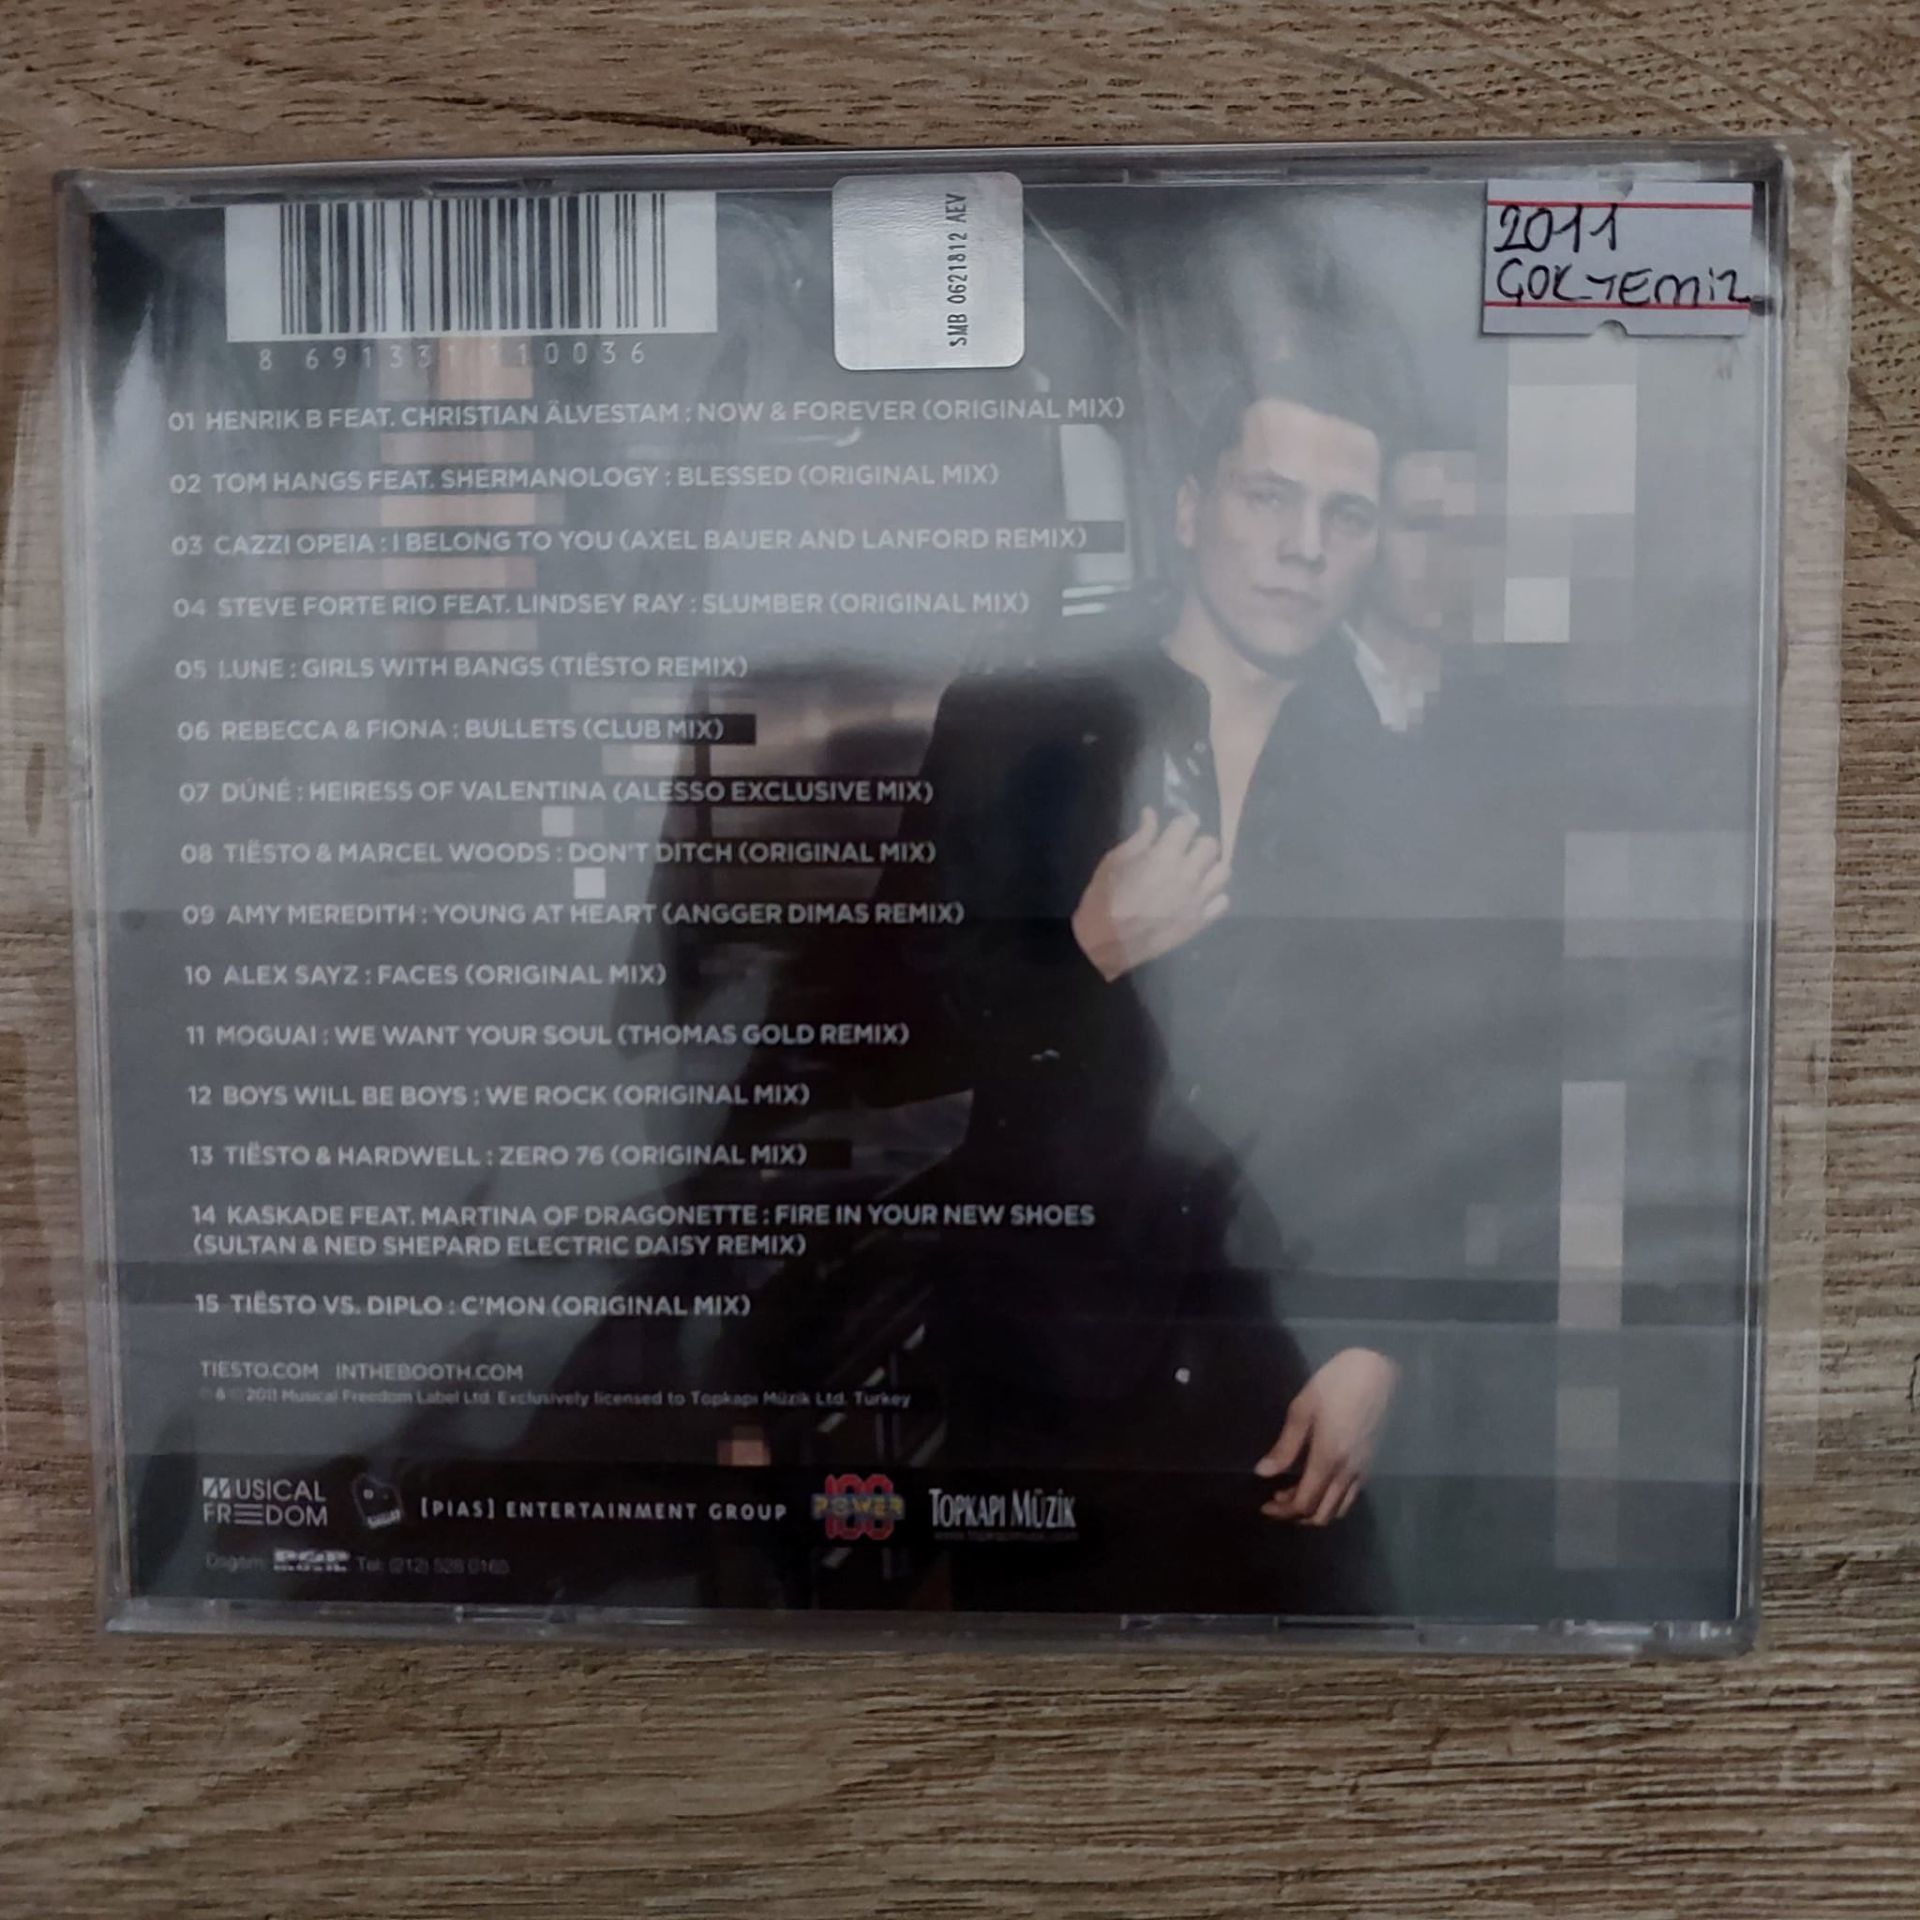 2011
ÇOK TEMİZ
SMB 0621812 AEV
8 691331 110036
01 HENRIK B FEAT. CHRISTIAN ÄLVESTAM : NOW & FOREVER (ORIGINAL MIX)
02 TOM HANGS FEAT. SHERMANOLOGY : BLESSED (ORIGINAL MIX)
03 CAZZI OPEIA : I BELONG TO YOU (AXEL BAUER AND LANFORD REMIX)
04 STEVE FORTE RIO FEAT. LINDSEY RAY : SLUMBER (ORIGINAL MIX)
05 LUNE : GIRLS WITH BANGS (TIËSTO REMIX)
06 REBECCA & FIONA : BULLETS (CLUB MIX)
07 DÚNÉ : HEIRESS OF VALENTINA (ALESSO EXCLUSIVE MIX)
08 TIËSTO & MARCEL WOODS : DON'T DITCH (ORIGINAL MIX)
09 AMY MEREDITH : YOUNG AT HEART (ANGGER DIMAS REMIX)
10 ALEX SAYZ : FACES (ORIGINAL MIX)
11 MOGUAI : WE WANT YOUR SOUL (THOMAS GOLD REMIX)
12 BOYS WILL BE BOYS : WE ROCK (ORIGINAL MIX)
13 TIËSTO & HARDWELL : ZERO 76 (ORIGINAL MIX)
14 KASKADE FEAT. MARTINA OF DRAGONETTE : FIRE IN YOUR NEW SHOES
(SULTAN & NED SHEPARD ELECTRIC DAISY REMIX)
15 TIËSTO VS. DIPLO : C'MON (ORIGINAL MIX)
TIESTO.COM INTHEBOOTH.COM
℗ & © 2011 Musical Freedom Label Ltd. Exclusively licensed to Topkapı Müzik Ltd. Turkey
MUSICAL
FREEDOM
[PIAS] ENTERTAINMENT GROUP
POWER
100
TOPKAPI MÜZİK
Dağıtım: Tel: (212) 528 0165